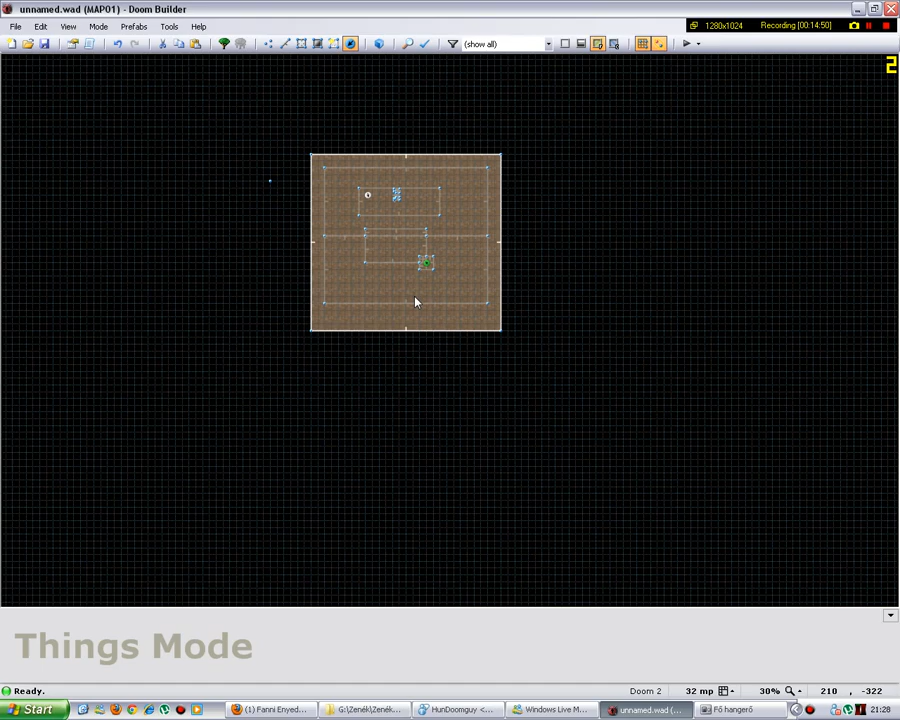 unnamed.wad (MAP01) - Doom Builder
File Edit View Mode Prefabs Tools Help
1280x1024 Recording [00:14:50]
(show all)
2
Things Mode
Ready.
Doom 2 32 mp 30% 210 , -322
Start (1) Fanni Enyed... G:\Zenék\Zenék... HunDoomguy <... Windows Live M... unnamed.wad (... Fő hangerő 21:28